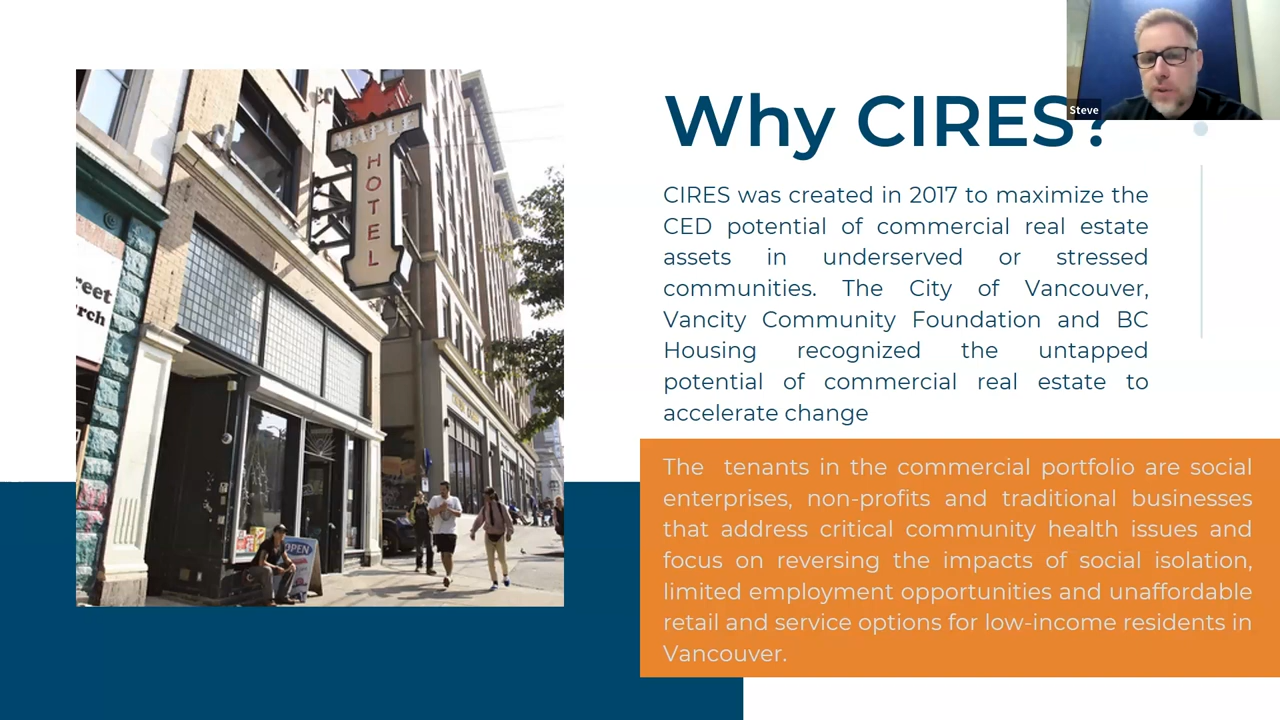 Why CIRES?
Steve
CIRES was created in 2017 to maximize the
CED potential of commercial real estate
assets in underserved or stressed
communities. The City of Vancouver,
Vancity Community Foundation and BC
Housing recognized the untapped
potential of commercial real estate to
accelerate change
The tenants in the commercial portfolio are social
enterprises, non-profits and traditional businesses
that address critical community health issues and
focus on reversing the impacts of social isolation,
limited employment opportunities and unaffordable
retail and service options for low-income residents in
Vancouver.
MAPLE
HOTEL
reet
rch
OPEN